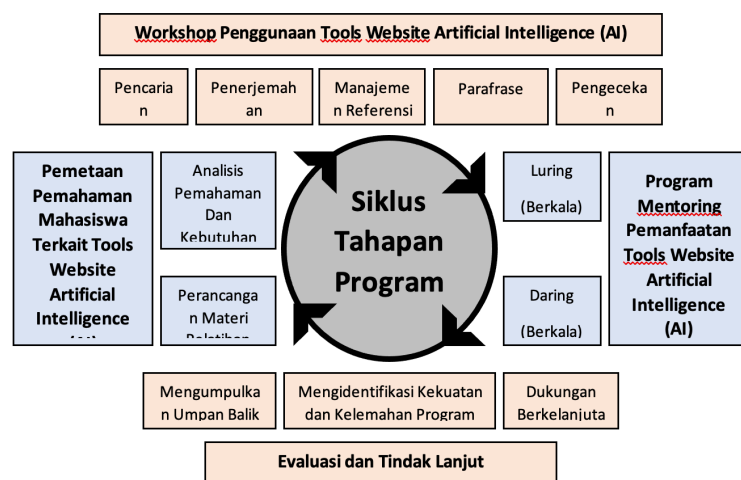 Workshop Penggunaan Tools Website Artificial Intelligence (AI)
Pencaria
n
Penerjemah
an
Manajeme
n Referensi
Parafrase
Pengeceka
n
Pemetaan
Pemahaman
Mahasiswa
Terkait Tools
Website
Artificial
Intelligence
(AI)
Analisis
Pemahaman
Dan
Kebutuhan
Perancanga
n Materi
Pelatihan
Siklus
Tahapan
Program
Luring
(Berkala)
Daring
(Berkala)
Program
Mentoring
Pemanfaatan
Tools Website
Artificial
Intelligence
(AI)
Mengumpulka
n Umpan Balik
Mengidentifikasi Kekuatan
dan Kelemahan Program
Dukungan
Berkelanjuta
Evaluasi dan Tindak Lanjut